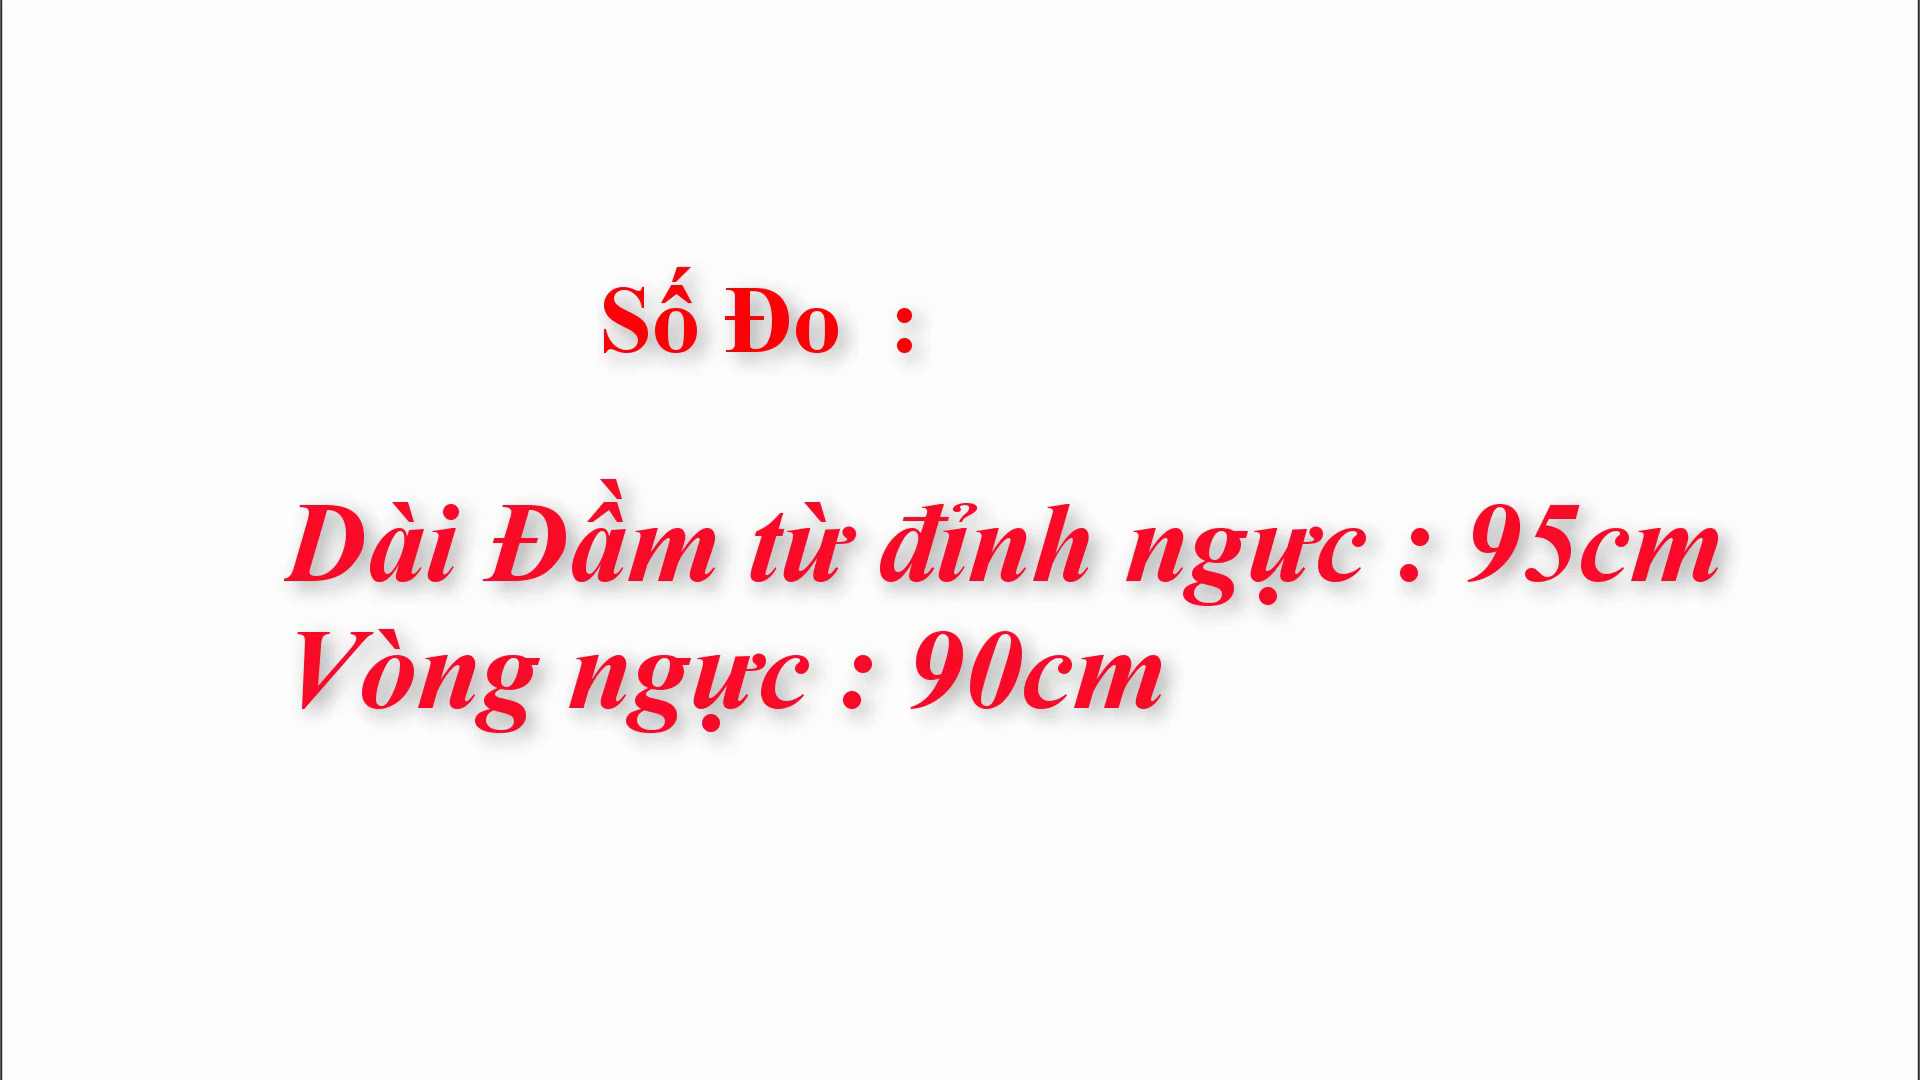 Số Đo :
Dài Đầm từ đỉnh ngực : 95cm
Vòng ngực : 90cm